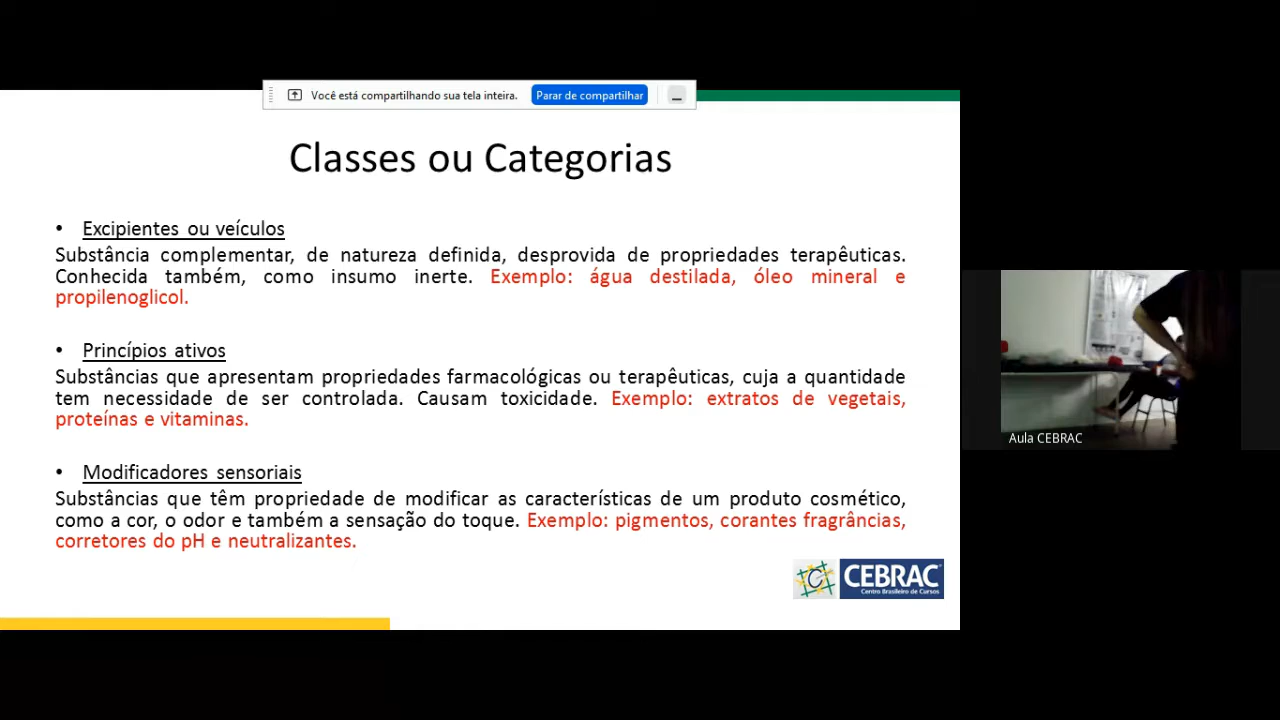 Você está compartilhando sua tela inteira. Parar de compartilhar
Classes ou Categorias
• Excipientes ou veículos
Substância complementar, de natureza definida, desprovida de propriedades terapêuticas.
Conhecida também, como insumo inerte. Exemplo: água destilada, óleo mineral e
propilenoglicol.
• Princípios ativos
Substâncias que apresentam propriedades farmacológicas ou terapêuticas, cuja a quantidade
tem necessidade de ser controlada. Causam toxicidade. Exemplo: extratos de vegetais,
proteínas e vitaminas.
• Modificadores sensoriais
Substâncias que têm propriedade de modificar as características de um produto cosmético,
como a cor, o odor e também a sensação do toque. Exemplo: pigmentos, corantes fragrâncias,
corretores do pH e neutralizantes.
C CEBRAC
Centro Brasileiro de Cursos
Aula CEBRAC